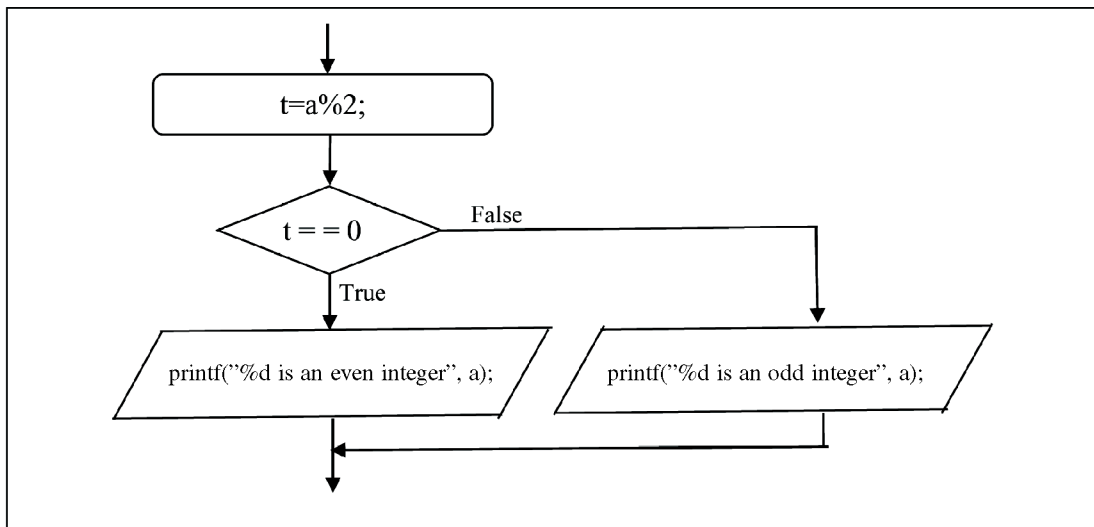 t=a%2;
t = = 0
False
True
printf(”%d is an even integer”, a);
printf(”%d is an odd integer”, a);